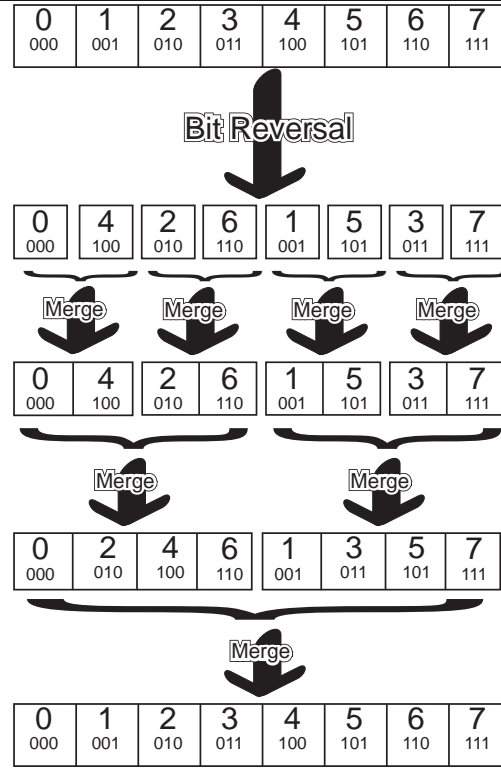 0 1 2 3 4 5 6 7
000 001 010 011 100 101 110 111
Bit Reversal
0 4 2 6 1 5 3 7
000 100 010 110 001 101 011 111
Merge Merge Merge Merge
0 4 2 6 1 5 3 7
000 100 010 110 001 101 011 111
Merge Merge
0 2 4 6 1 3 5 7
000 010 100 110 001 011 101 111
Merge
0 1 2 3 4 5 6 7
000 001 010 011 100 101 110 111